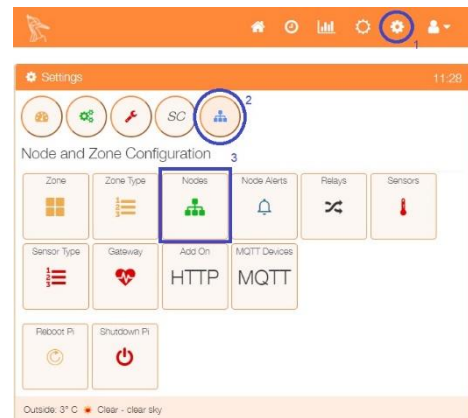 1
Settings 11:28
SC 2
Node and Zone Configuration 3
Zone Zone Type Nodes Node Alerts Relays Sensors
Sensor Type Gateway Add On MQTT Devices
HTTP MQTT
Reboot Pi Shutdown Pi
Outside: 3° C Clear - clear sky